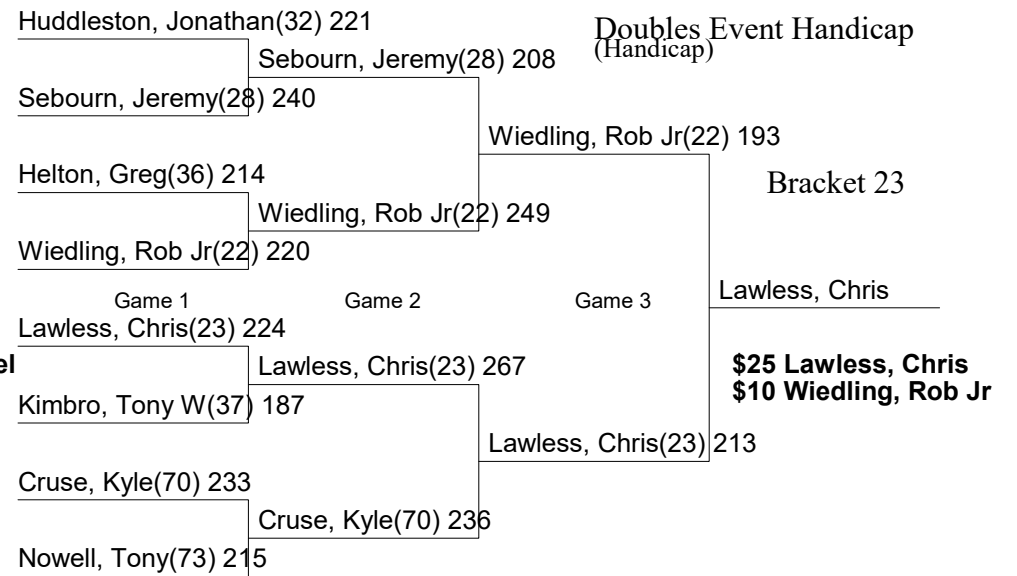 Huddleston, Jonathan(32) 221
Doubles Event Handicap
(Handicap)
Sebourn, Jeremy(28) 208
Sebourn, Jeremy(28) 240
Wiedling, Rob Jr(22) 193
Helton, Greg(36) 214
Bracket 23
Wiedling, Rob Jr(22) 249
Wiedling, Rob Jr(22) 220
Game 1 Game 2 Game 3
Lawless, Chris
Lawless, Chris(23) 224
el
Lawless, Chris(23) 267
$25 Lawless, Chris
$10 Wiedling, Rob Jr
Kimbro, Tony W(37) 187
Lawless, Chris(23) 213
Cruse, Kyle(70) 233
Cruse, Kyle(70) 236
Nowell, Tony(73) 215